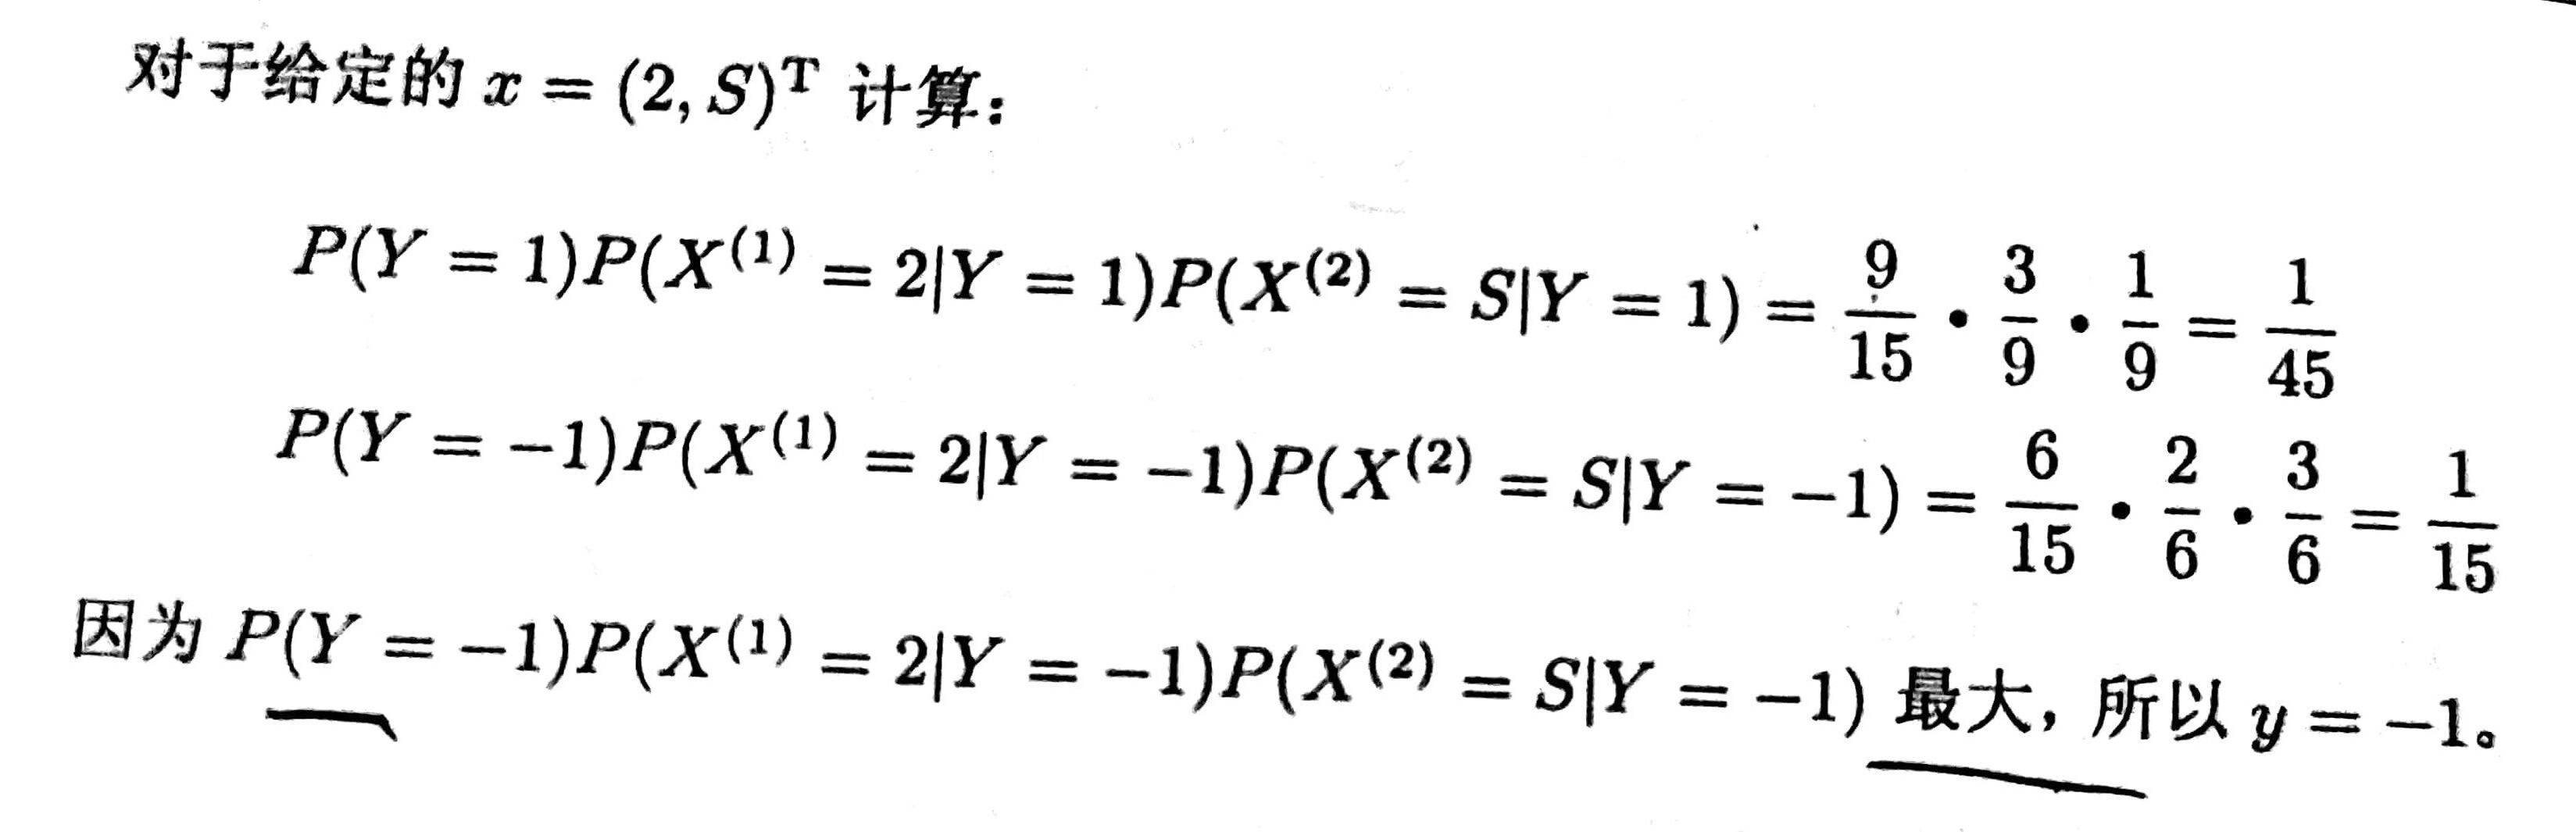 对于给定的 x = (2, S)^T 计算：
P(Y = 1)P(X^(1) = 2|Y = 1)P(X^(2) = S|Y = 1) = 9/15 · 3/9 · 1/9 = 1/45
P(Y = −1)P(X^(1) = 2|Y = −1)P(X^(2) = S|Y = −1) = 6/15 · 2/6 · 3/6 = 1/15
因为 P(Y = −1)P(X^(1) = 2|Y = −1)P(X^(2) = S|Y = −1) 最大，所以 y = −1。